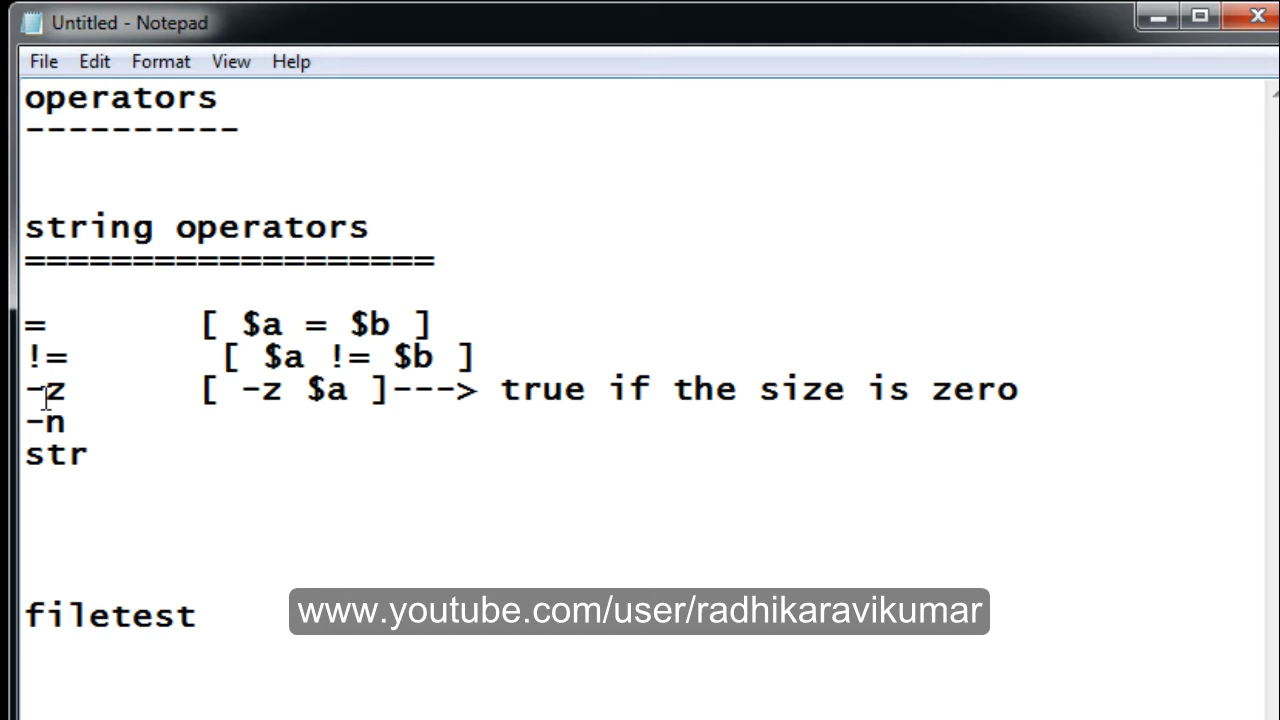 Untitled - Notepad
File Edit Format View Help
operators
----------
string operators
===================
= [ $a = $b ]
!= [ $a != $b ]
-z [ -z $a ]---> true if the size is zero
-n
str
filetest
www.youtube.com/user/radhikaravikumar